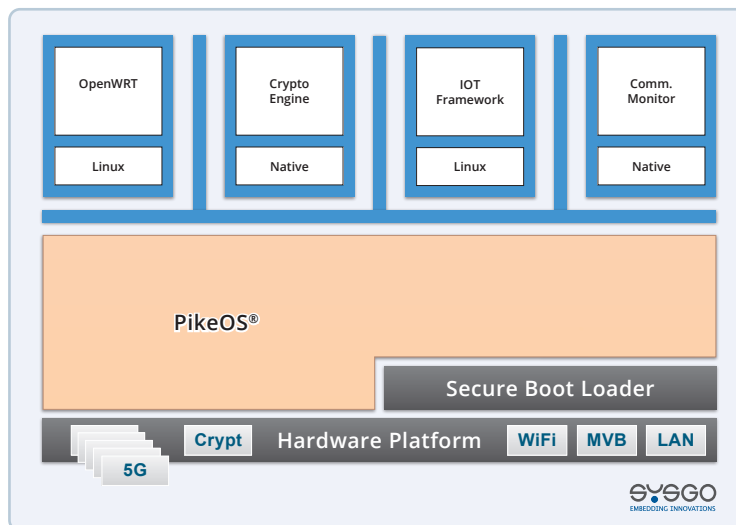 OpenWRT
Linux
Crypto
Engine
Native
IOT
Framework
Linux
Comm.
Monitor
Native
PikeOS®
Secure Boot Loader
5G
Crypt
Hardware Platform
WiFi
MVB
LAN
SYSGO
EMBEDDING INNOVATIONS